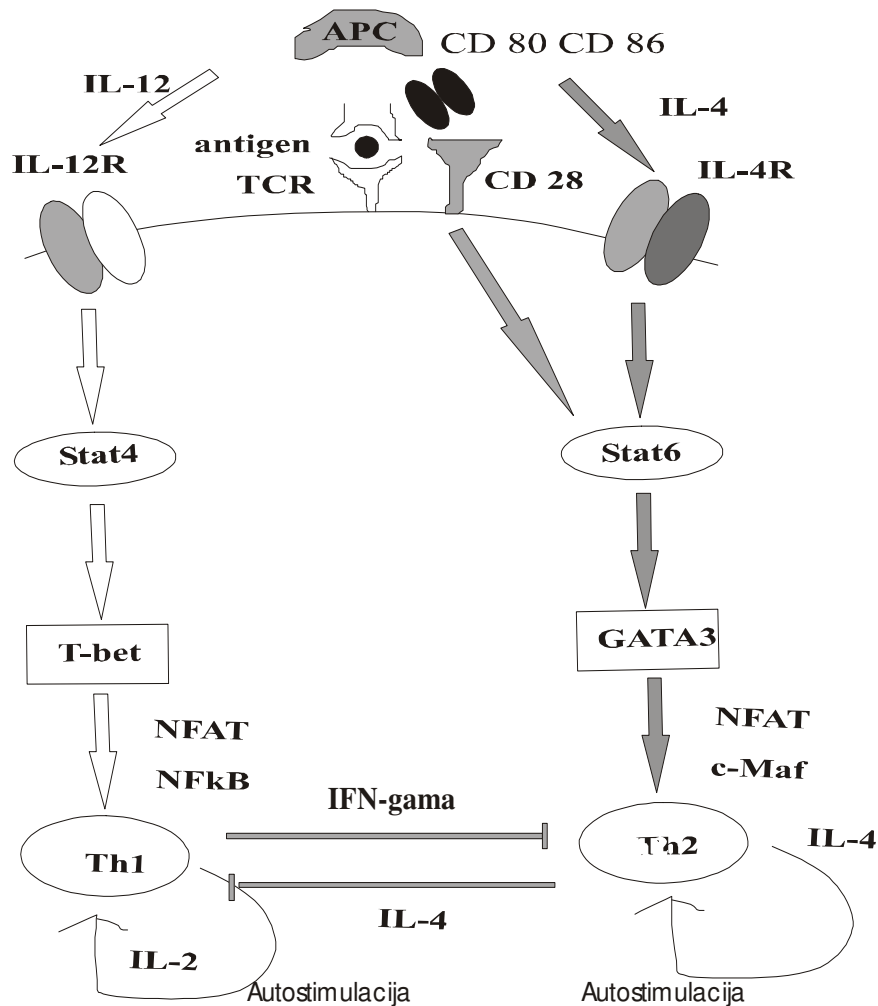 APC
CD 80 CD 86
IL-12
IL-4
antigen
IL-12R
TCR
CD 28
IL-4R
Stat4
Stat6
T-bet
GATA3
NFAT
NFkB
NFAT
c-Maf
IFN-gama
Th1
Th2
IL-4
IL-4
IL-2
Autostimulacija
Autostimulacija